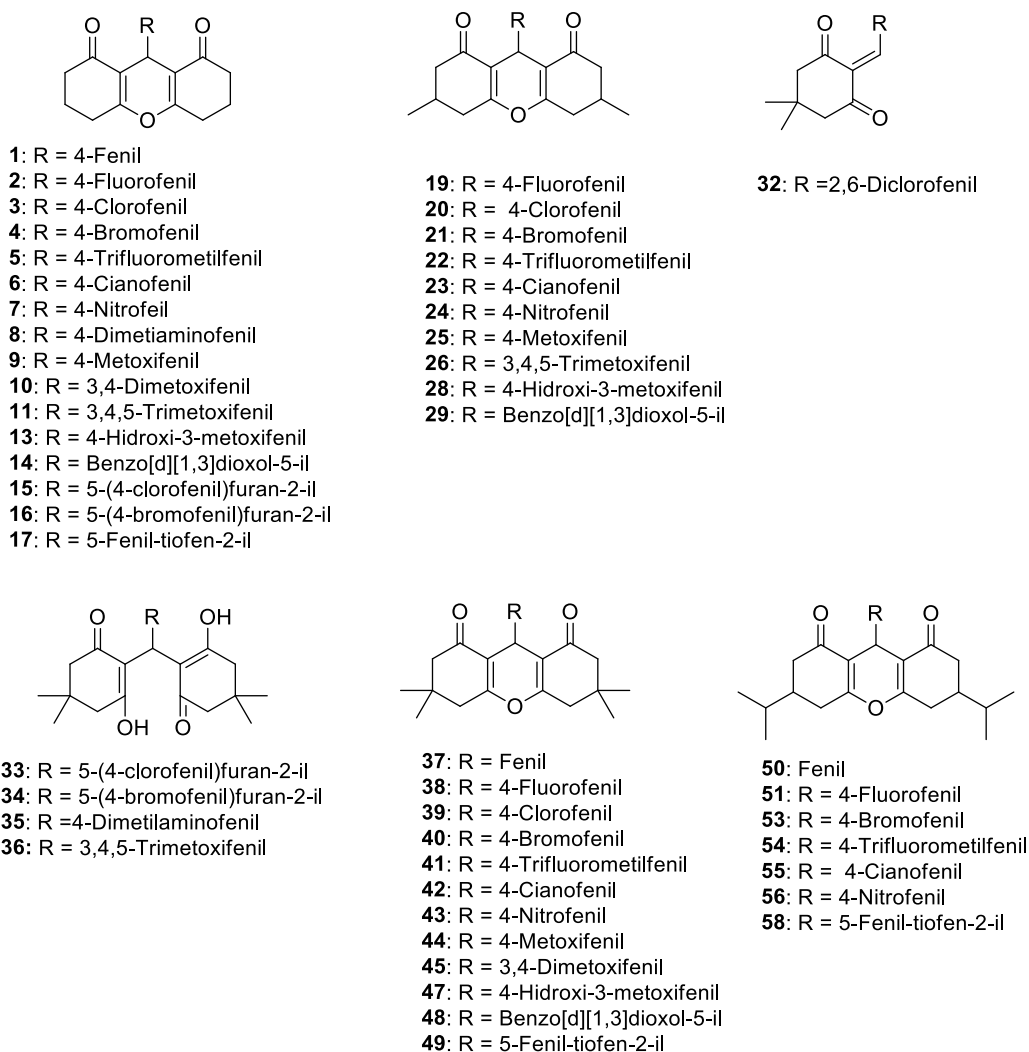 O R O
O
1: R = 4-Fenil
2: R = 4-Fluorofenil
3: R = 4-Clorofenil
4: R = 4-Bromofenil
5: R = 4-Trifluorometilfenil
6: R = 4-Cianofenil
7: R = 4-Nitrofeil
8: R = 4-Dimetiaminofenil
9: R = 4-Metoxifenil
10: R = 3,4-Dimetoxifenil
11: R = 3,4,5-Trimetoxifenil
13: R = 4-Hidroxi-3-metoxifenil
14: R = Benzo[d][1,3]dioxol-5-il
15: R = 5-(4-clorofenil)furan-2-il
16: R = 5-(4-bromofenil)furan-2-il
17: R = 5-Fenil-tiofen-2-il
O R O
O
19: R = 4-Fluorofenil
20: R = 4-Clorofenil
21: R = 4-Bromofenil
22: R = 4-Trifluorometilfenil
23: R = 4-Cianofenil
24: R = 4-Nitrofenil
25: R = 4-Metoxifenil
26: R = 3,4,5-Trimetoxifenil
28: R = 4-Hidroxi-3-metoxifenil
29: R = Benzo[d][1,3]dioxol-5-il
R
O
O
32: R =2,6-Diclorofenil
O R OH
OH O
33: R = 5-(4-clorofenil)furan-2-il
34: R = 5-(4-bromofenil)furan-2-il
35: R =4-Dimetilaminofenil
36: R = 3,4,5-Trimetoxifenil
O R O
O
37: R = Fenil
38: R = 4-Fluorofenil
39: R = 4-Clorofenil
40: R = 4-Bromofenil
41: R = 4-Trifluorometilfenil
42: R = 4-Cianofenil
43: R = 4-Nitrofenil
44: R = 4-Metoxifenil
45: R = 3,4-Dimetoxifenil
47: R = 4-Hidroxi-3-metoxifenil
48: R = Benzo[d][1,3]dioxol-5-il
49: R = 5-Fenil-tiofen-2-il
O R O
O
50: Fenil
51: R = 4-Fluorofenil
53: R = 4-Bromofenil
54: R = 4-Trifluorometilfenil
55: R = 4-Cianofenil
56: R = 4-Nitrofenil
58: R = 5-Fenil-tiofen-2-il